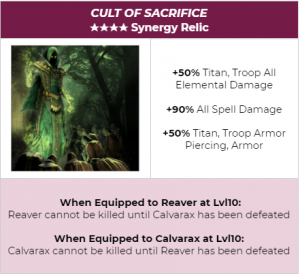 CULT OF SACRIFICE
★★★★ Synergy Relic
+50% Titan, Troop All
Elemental Damage
+90% All Spell Damage
+50% Titan, Troop Armor
Piercing, Armor
When Equipped to Reaver at Lvl10:
Reaver cannot be killed until Calvarax has been defeated
When Equipped to Calvarax at Lvl10:
Calvarax cannot be killed until Reaver has been defeated